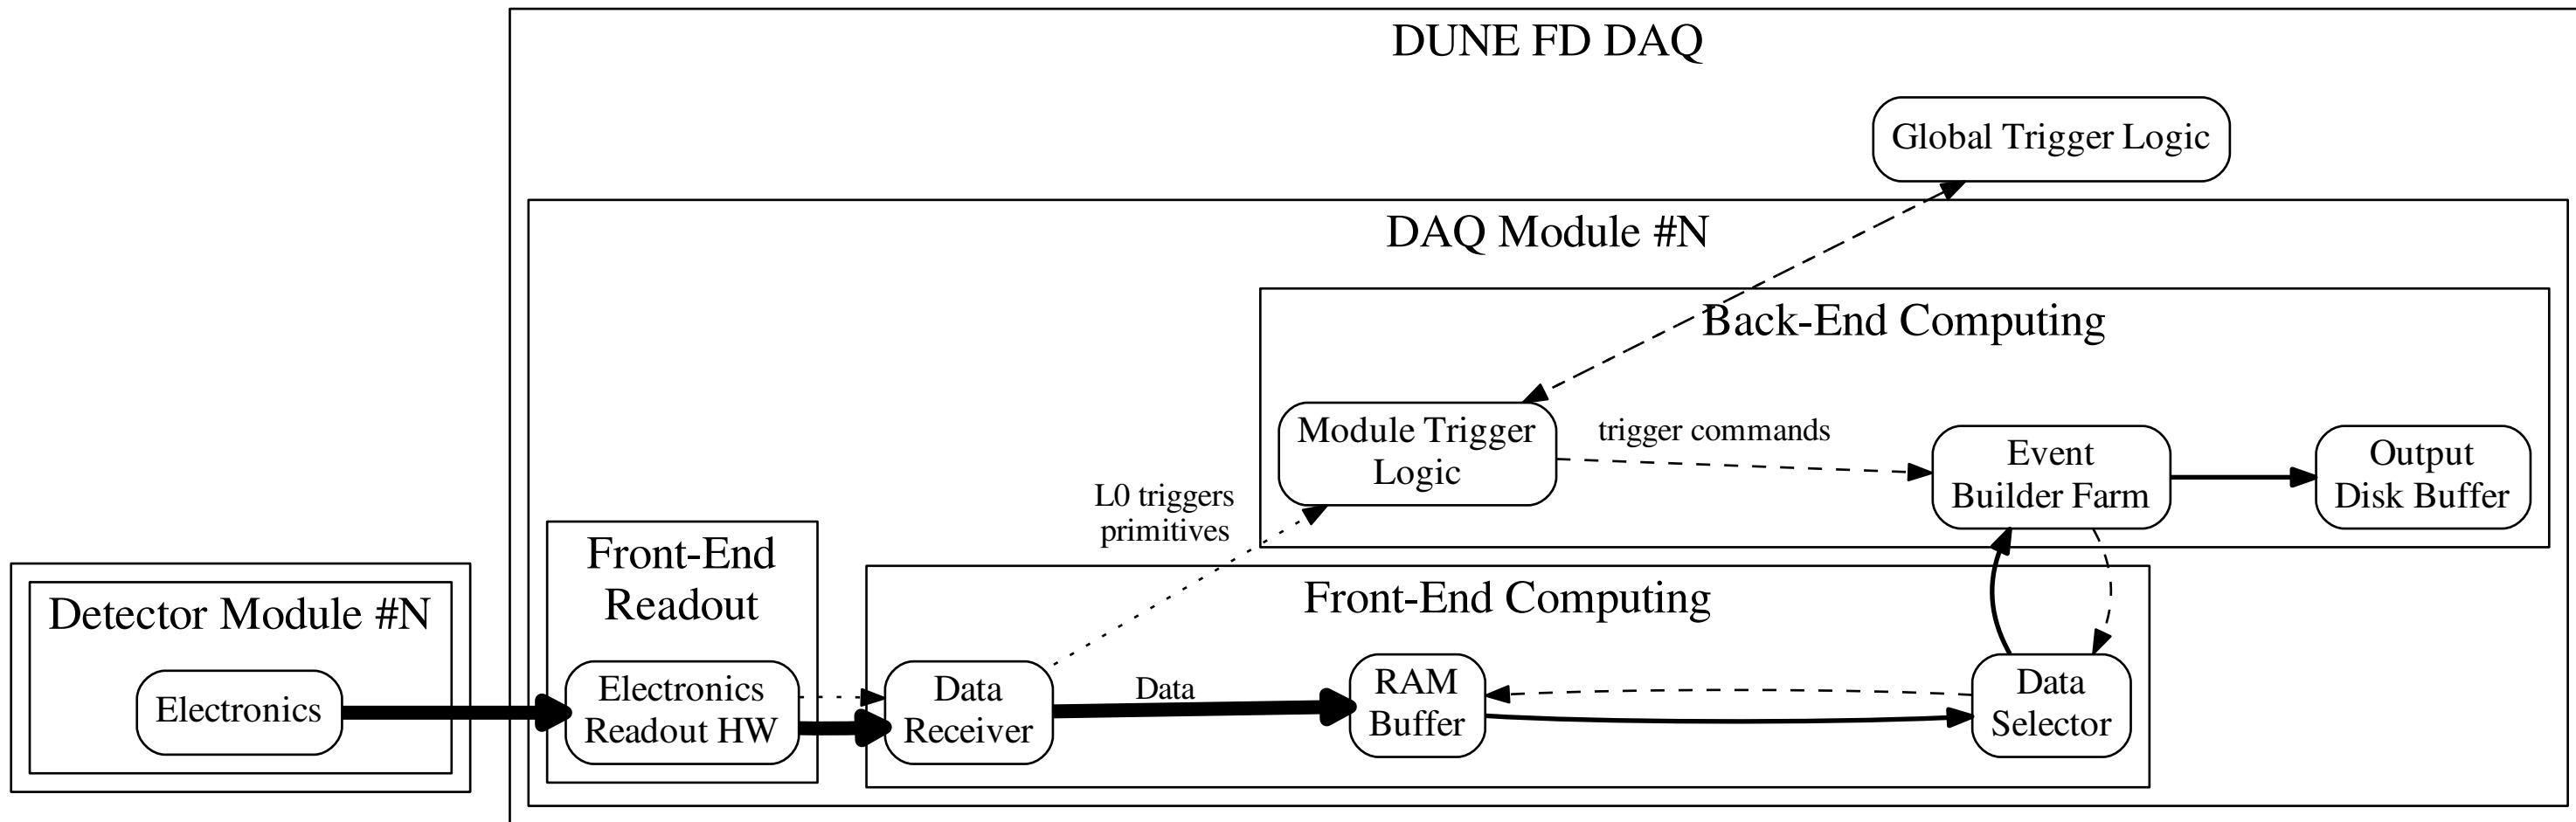 DUNE FD DAQ
Global Trigger Logic
DAQ Module #N
Back-End Computing
Module Trigger
Logic
trigger commands
Event
Builder Farm
Output
Disk Buffer
L0 triggers
primitives
Front-End
Readout
Front-End Computing
Detector Module #N
Electronics
Electronics
Readout HW
Data
Receiver
Data
RAM
Buffer
Data
Selector